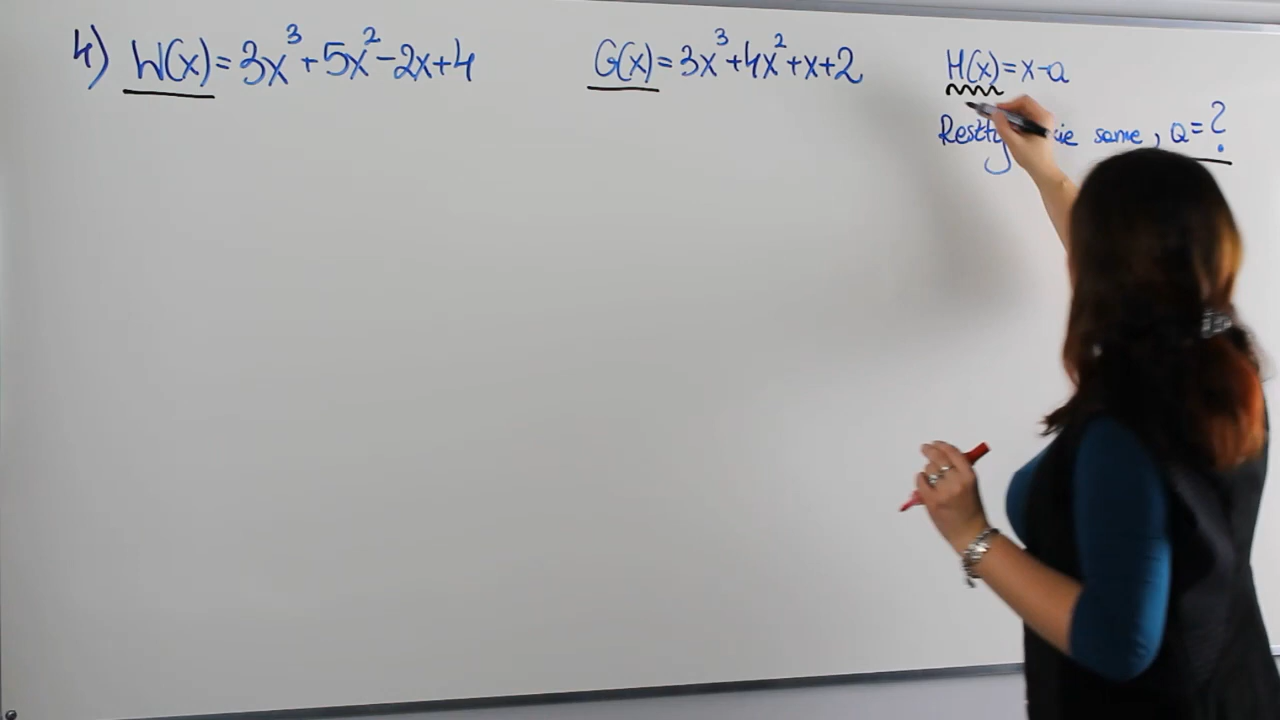 4) W(x)=3x³+5x²-2x+4 G(x)=3x³+4x²+x+2 H(x)=x-a
Reszty same, a=?